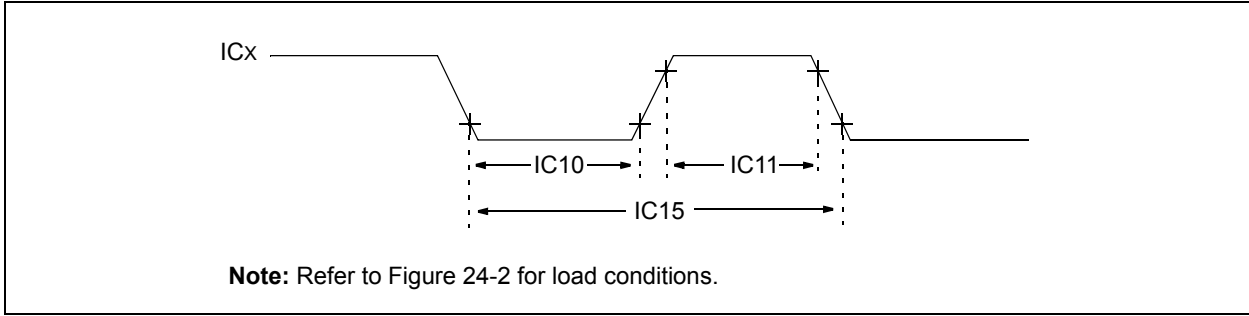 ICX
IC10
IC11
IC15
Note: Refer to Figure 24-2 for load conditions.